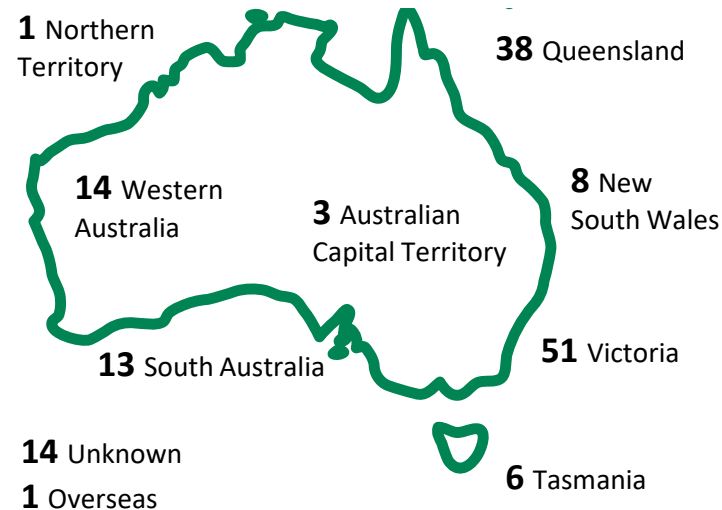 1 Northern
Territory
38 Queensland
14 Western
Australia
3 Australian
Capital Territory
8 New
South Wales
13 South Australia
51 Victoria
14 Unknown
1 Overseas
6 Tasmania